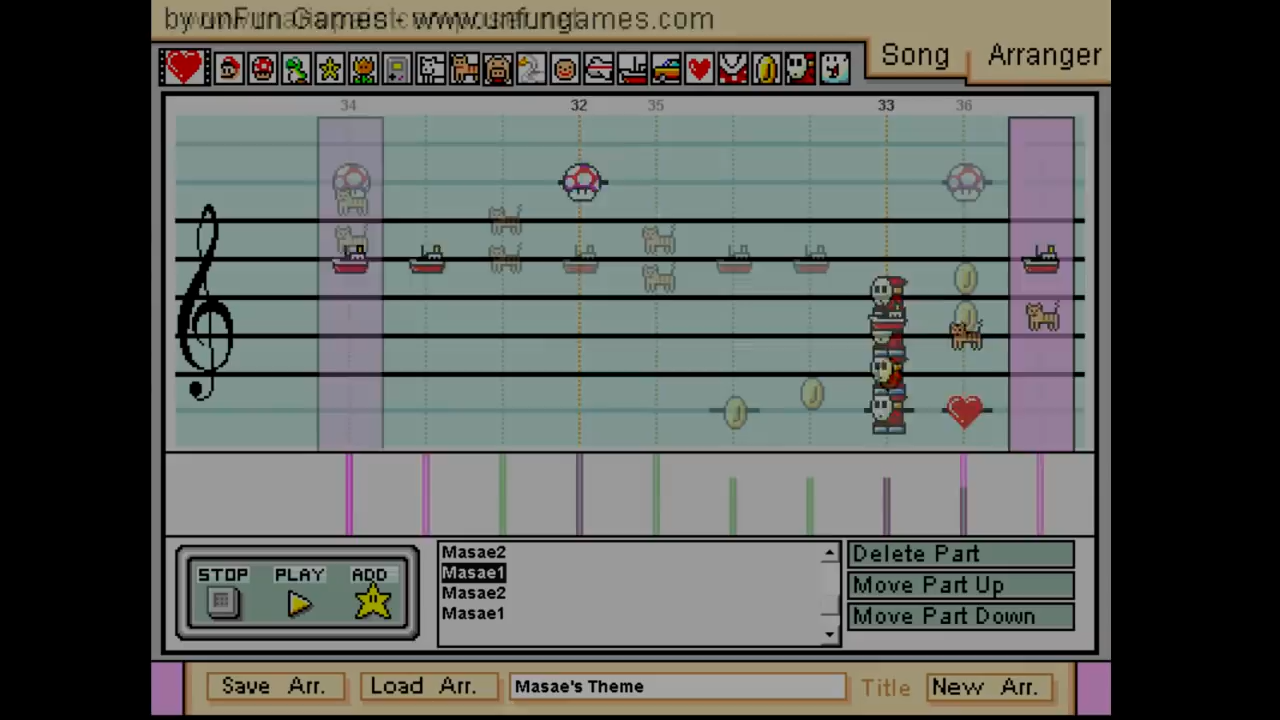 by unFun Games - www.unfungames.com
Song
Arranger
34
32
35
33
36
STOP
PLAY
ADD
Masae2
Masae1
Masae2
Masae1
Delete Part
Move Part Up
Move Part Down
Save Arr.
Load Arr.
Masae's Theme
Title
New Arr.